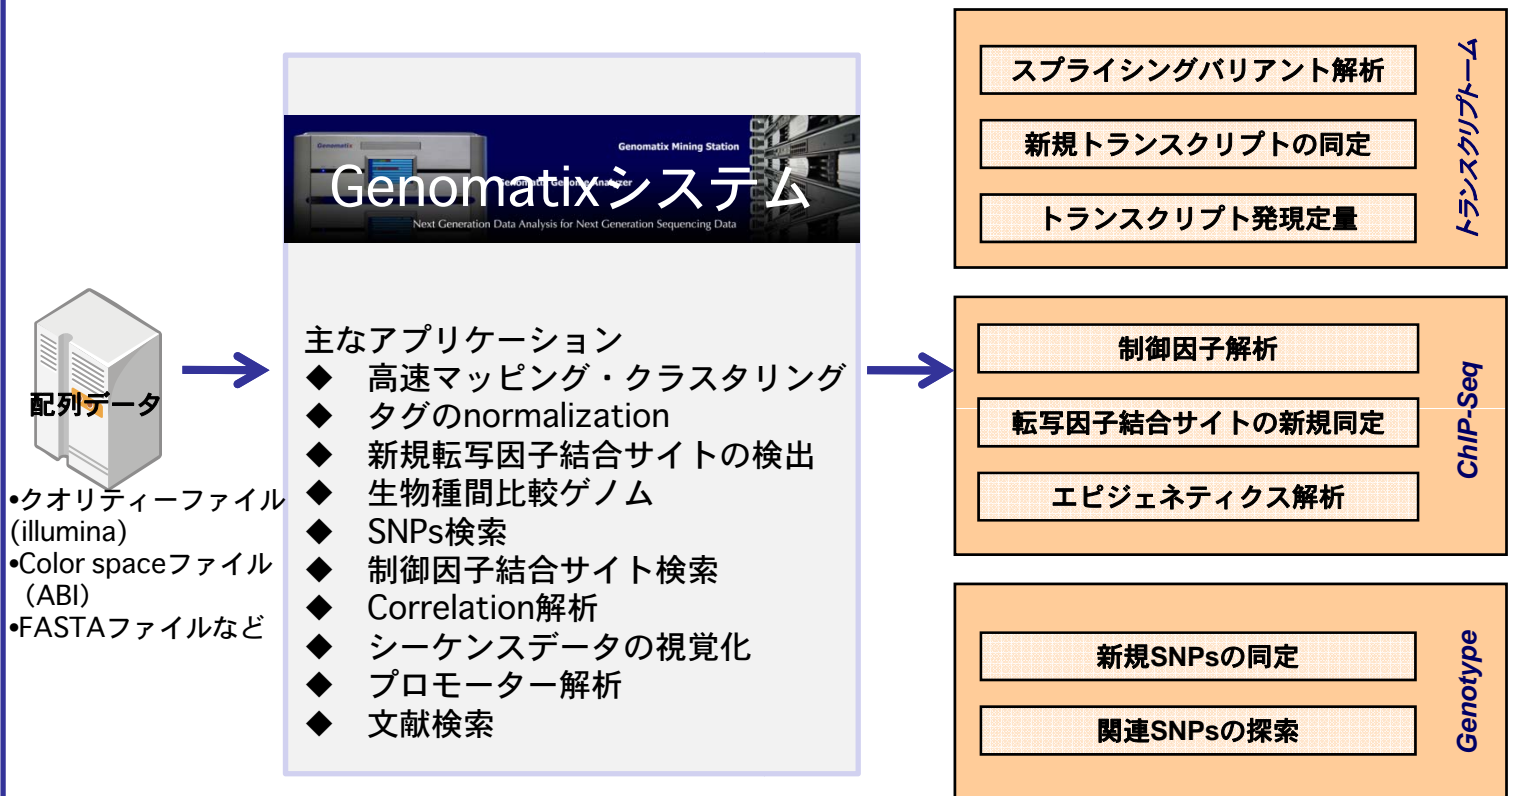 配列データ
•クオリティーファイル
(illumina)
•Color spaceファイル
（ABI）
•FASTAファイルなど
Genomatix
Genomatix Mining Station
Genomatix Genome Analyzer
Genomatixシステム
Next Generation Data Analysis for Next Generation Sequencing Data
主なアプリケーション
◆ 高速マッピング・クラスタリング
◆ タグのnormalization
◆ 新規転写因子結合サイトの検出
◆ 生物種間比較ゲノム
◆ SNPs検索
◆ 制御因子結合サイト検索
◆ Correlation解析
◆ シーケンスデータの視覚化
◆ プロモーター解析
◆ 文献検索
スプライシングバリアント解析
新規トランスクリプトの同定
トランスクリプト発現定量
トランスクリプトーム
制御因子解析
転写因子結合サイトの新規同定
エピジェネティクス解析
ChIP-Seq
新規SNPsの同定
関連SNPsの探索
Genotype